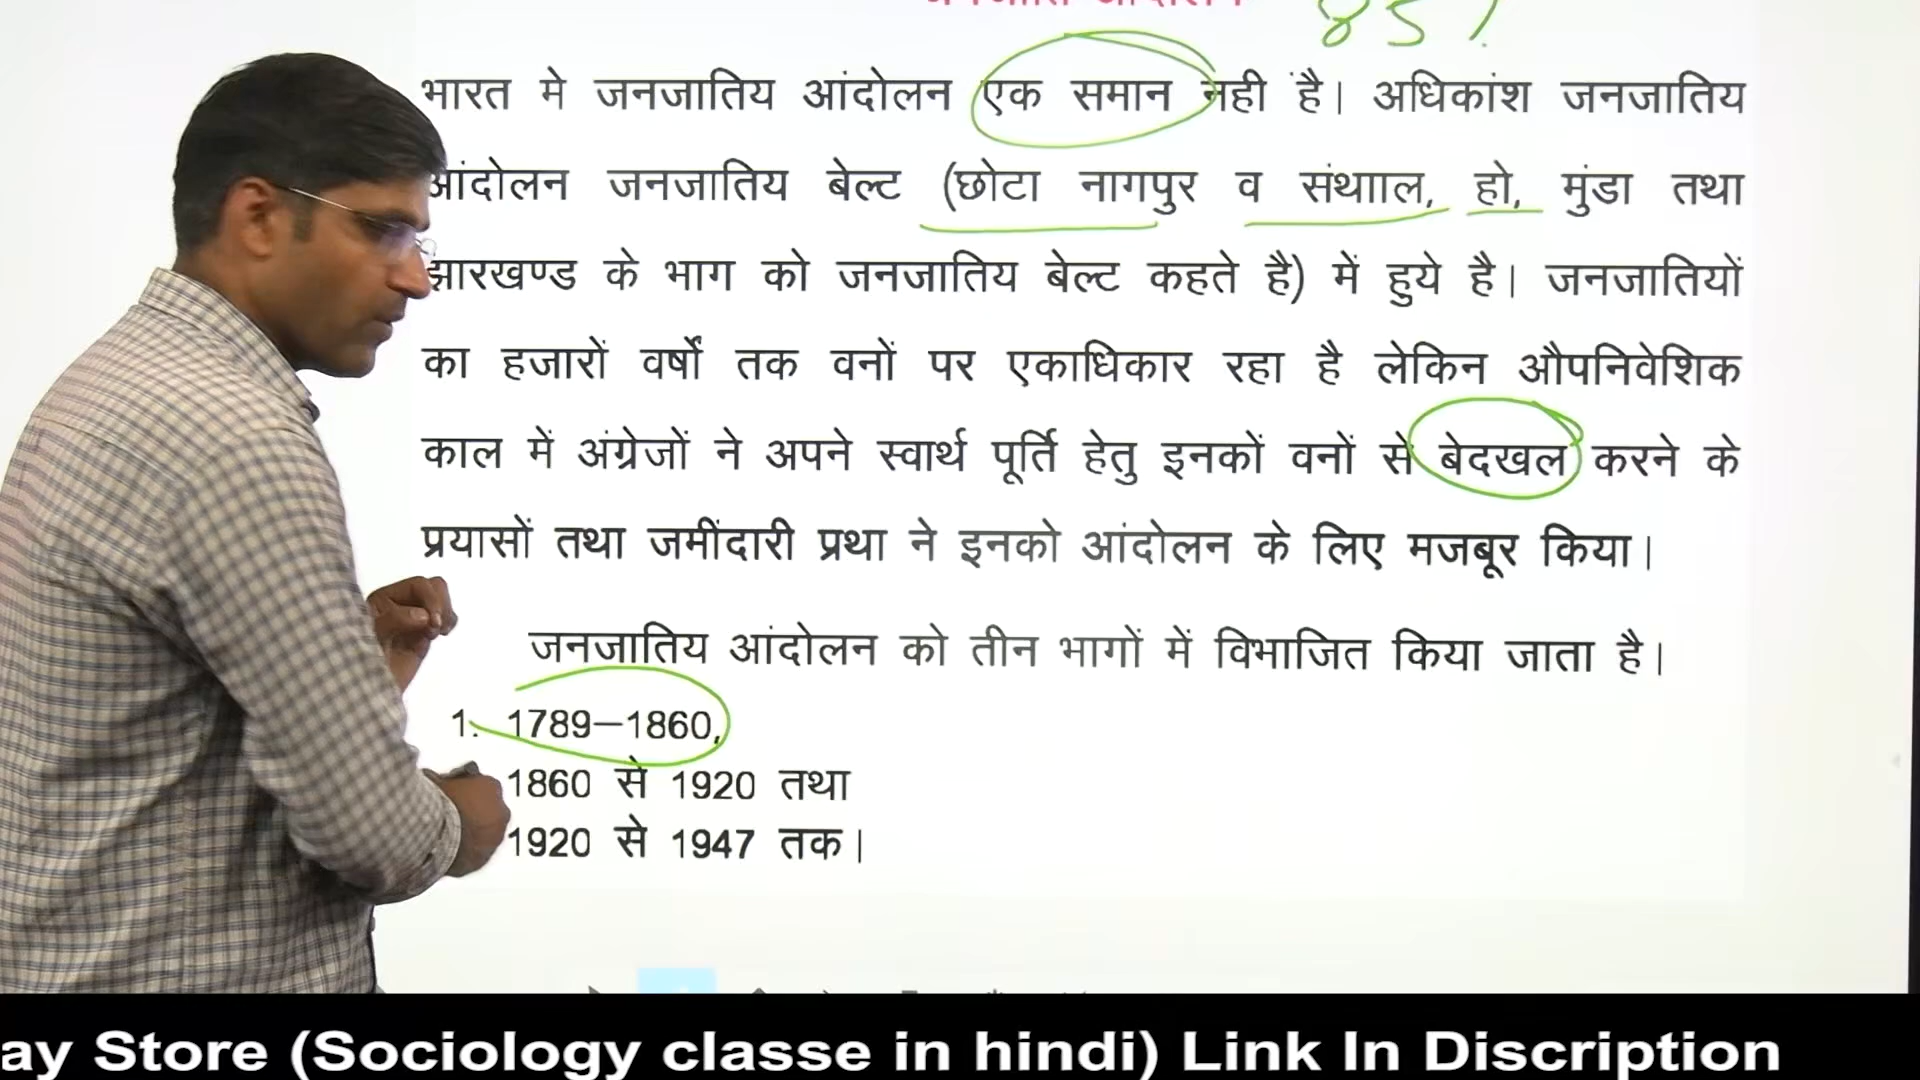 85%
भारत मे जनजातिय आंदोलन एक समान नही है। अधिकांश जनजातिय
आंदोलन जनजातिय बेल्ट (छोटा नागपुर व संथााल, हो, मुंडा तथा
झारखण्ड के भाग को जनजातिय बेल्ट कहते है) में हुये है। जनजातियों
का हजारों वर्षों तक वनों पर एकाधिकार रहा है लेकिन औपनिवेशिक
काल में अंग्रेजों ने अपने स्वार्थ पूर्ति हेतु इनकों वनों से बेदखल करने के
प्रयासों तथा जमींदारी प्रथा ने इनको आंदोलन के लिए मजबूर किया।
जनजातिय आंदोलन को तीन भागों में विभाजित किया जाता है।
1. 1789–1860,
1860 से 1920 तथा
1920 से 1947 तक।
ay Store (Sociology classe in hindi) Link In Discription